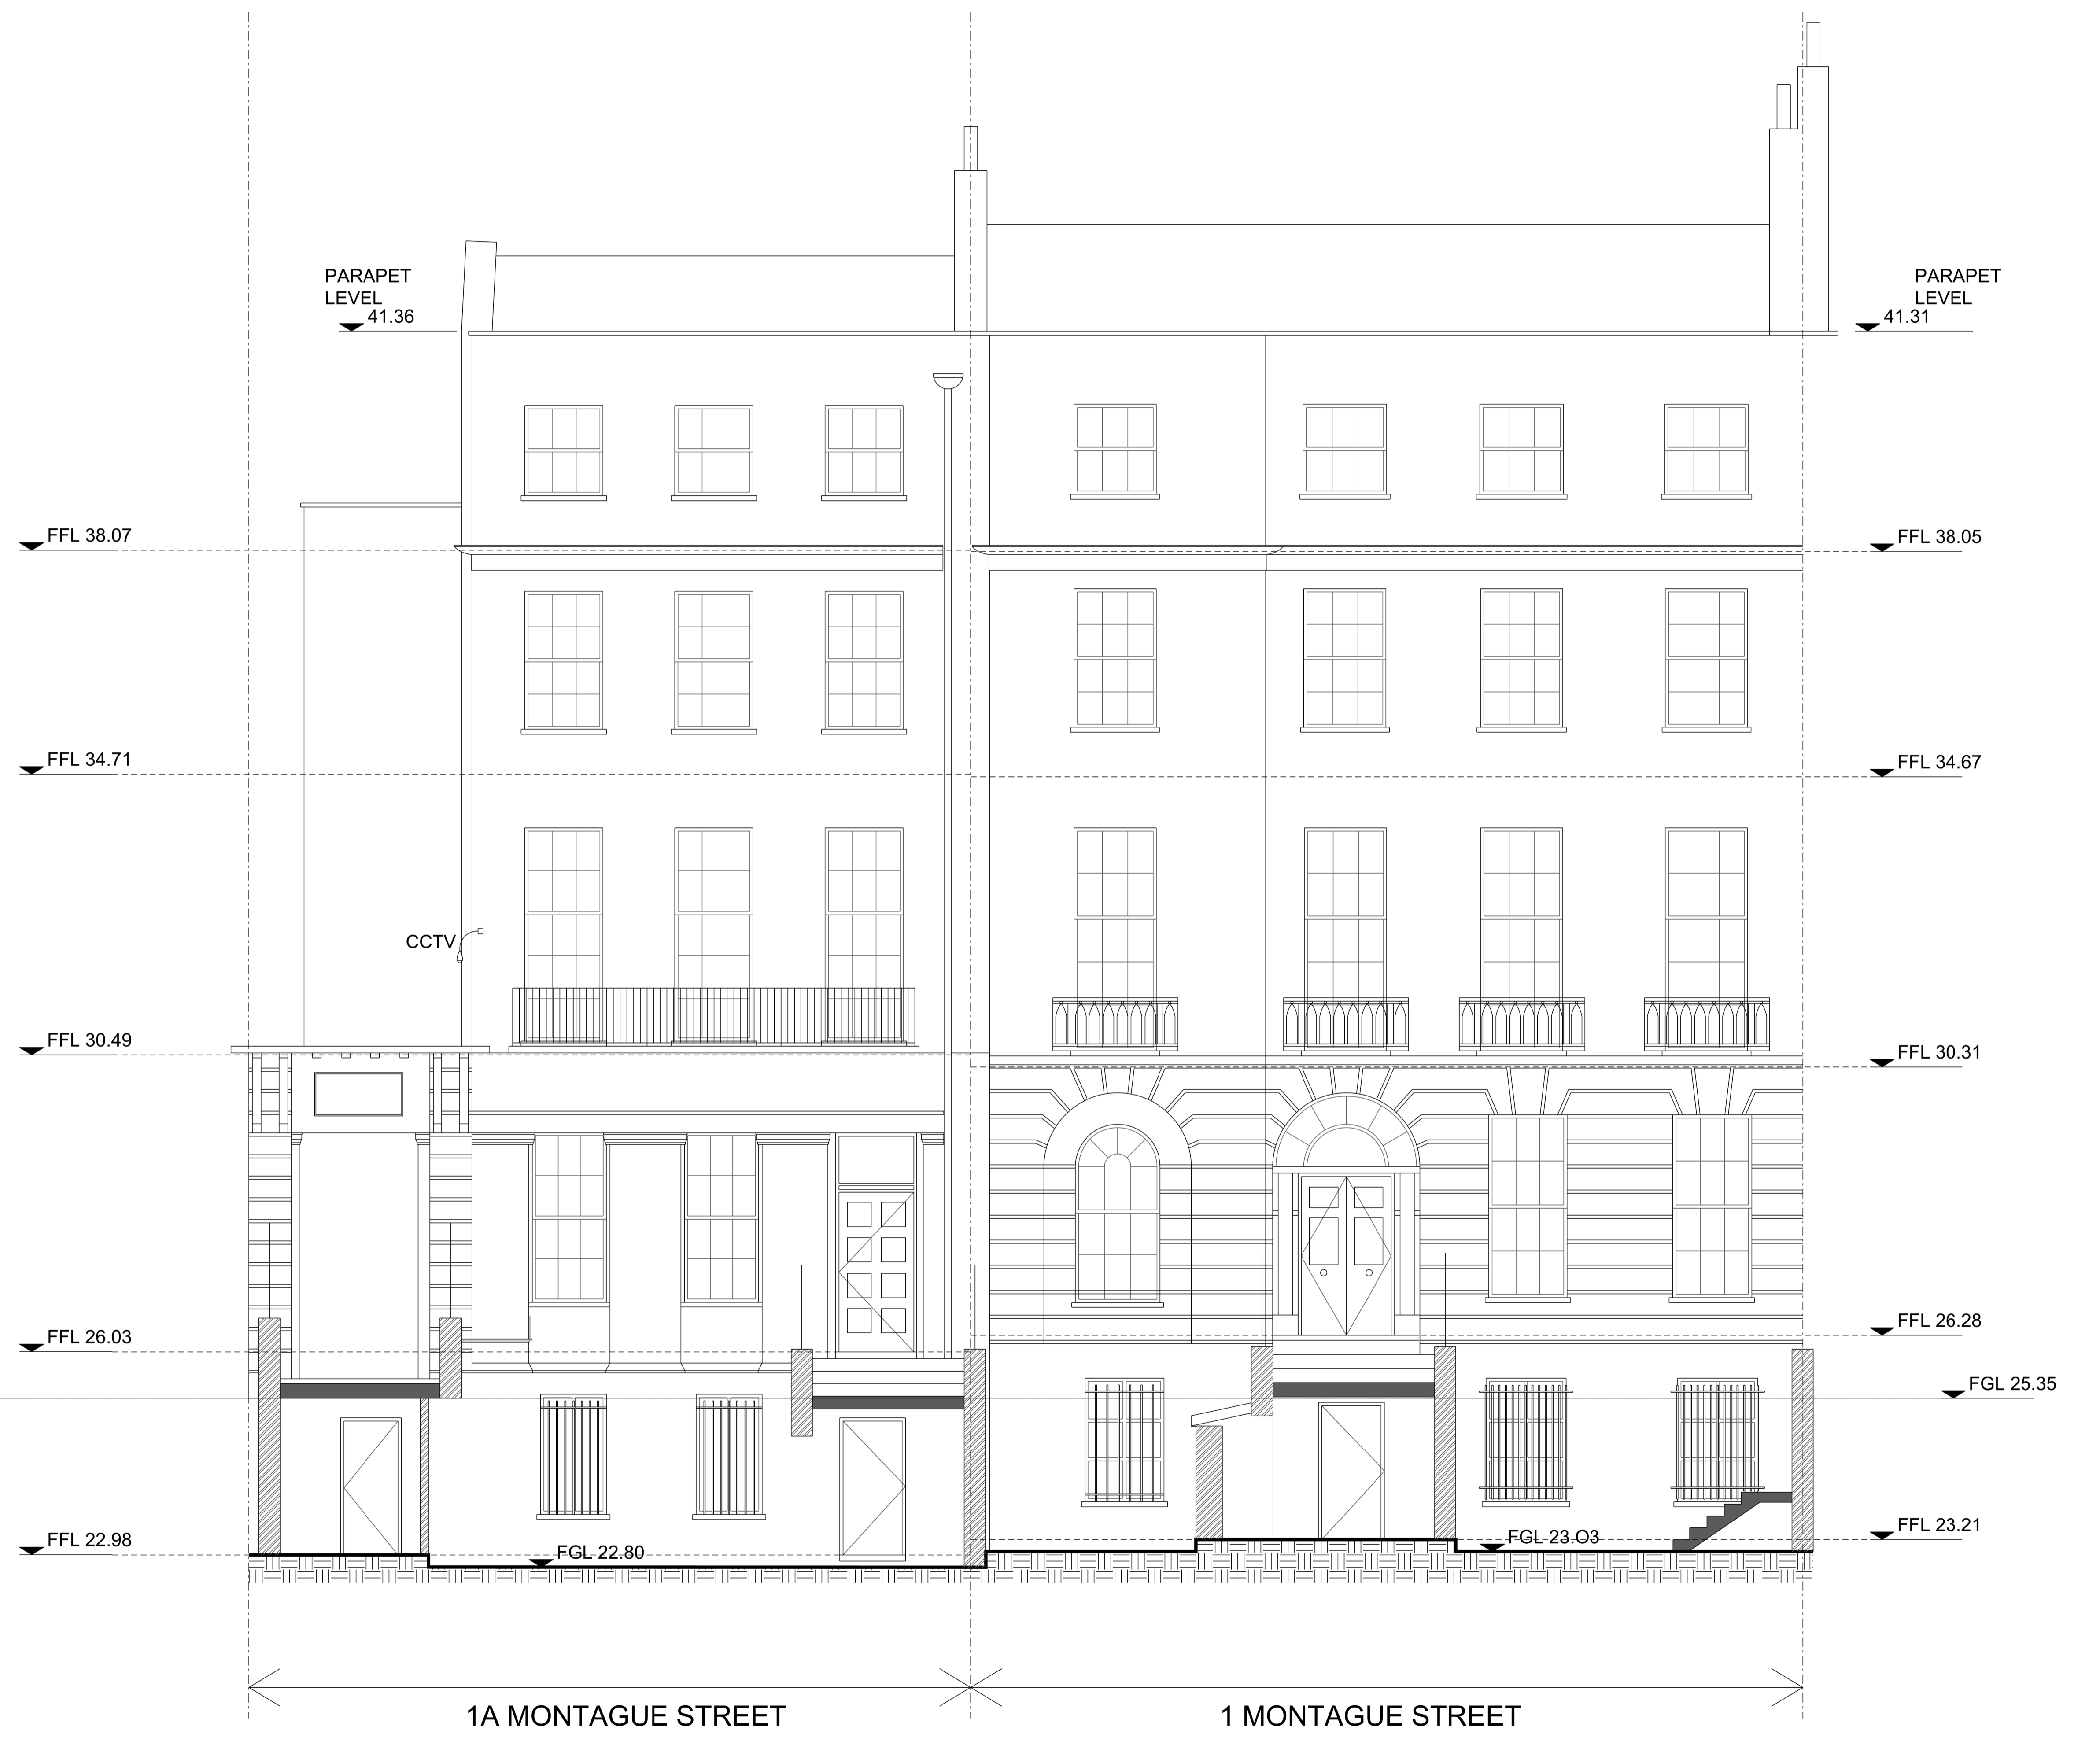 PARAPET
LEVEL
41.36
PARAPET
LEVEL
41.31
FFL 38.07
FFL 38.05
FFL 34.71
FFL 34.67
CCTV
FFL 30.49
FFL 30.31
FFL 26.03
FFL 26.28
FGL 25.35
FFL 22.98
FGL 22.80
FGL 23.O3
FFL 23.21
1A MONTAGUE STREET
1 MONTAGUE STREET